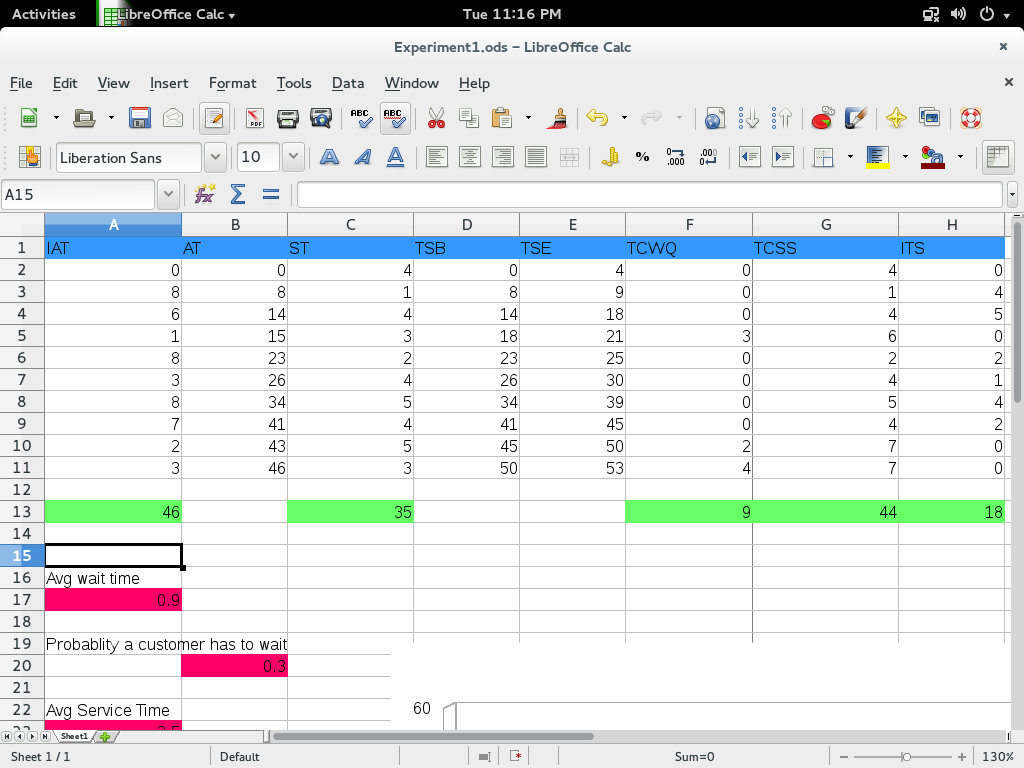 Activities LibreOffice Calc Tue 11:16 PM
Experiment1.ods – LibreOffice Calc
File Edit View Insert Format Tools Data Window Help
Liberation Sans 10
A15
A B C D E F G H
1 IAT AT ST TSB TSE TCWQ TCSS ITS
2 0 0 4 0 4 0 4 0
3 8 8 1 8 9 0 1 4
4 6 14 4 14 18 0 4 5
5 1 15 3 18 21 3 6 0
6 8 23 2 23 25 0 2 2
7 3 26 4 26 30 0 4 1
8 8 34 5 34 39 0 5 4
9 7 41 4 41 45 0 4 2
10 2 43 5 45 50 2 7 0
11 3 46 3 50 53 4 7 0
12
13 46 35 9 44 18
14
15
16 Avg wait time
17 0.9
18
19 Probablity a customer has to wait
20 0.3
21
22 Avg Service Time 60
Sheet1
Sheet 1 / 1 Default Sum=0 130%